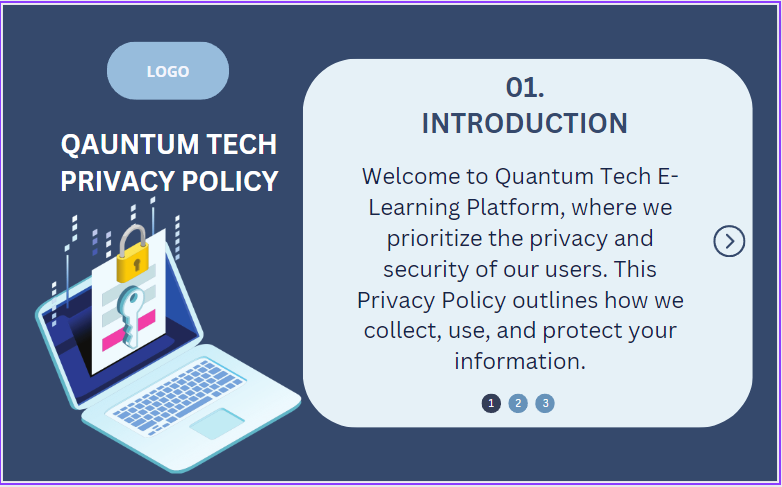 LOGO
QAUNTUM TECH
PRIVACY POLICY
01.
INTRODUCTION
Welcome to Quantum Tech E-
Learning Platform, where we
prioritize the privacy and
security of our users. This
Privacy Policy outlines how we
collect, use, and protect your
information.
1 2 3